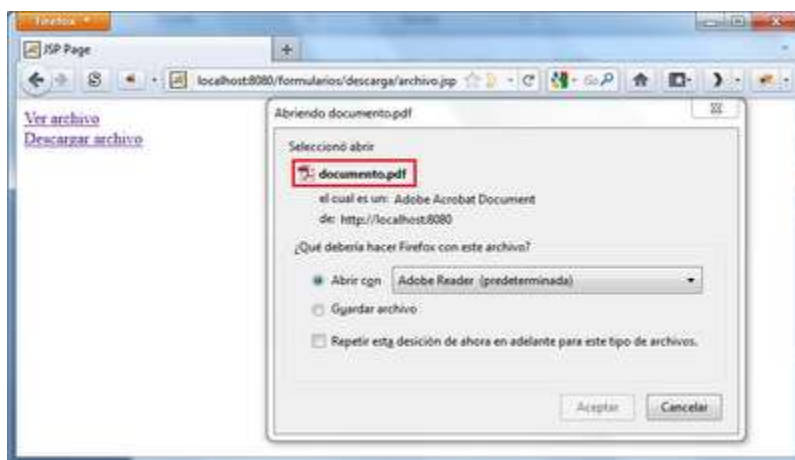 Firefox
JSP Page
localhost:8080/formularios/descarga/archivo.jsp
Ver archivo
Descargar archivo
Abriendo documento.pdf
Seleccionó abrir
documento.pdf
el cual es un: Adobe Acrobat Document
de: http://localhost:8080
¿Qué debería hacer Firefox con este archivo?
Abrir con Adobe Reader (predeterminada)
Guardar archivo
Repetir esta desición de ahora en adelante para este tipo de archivos.
Aceptar Cancelar